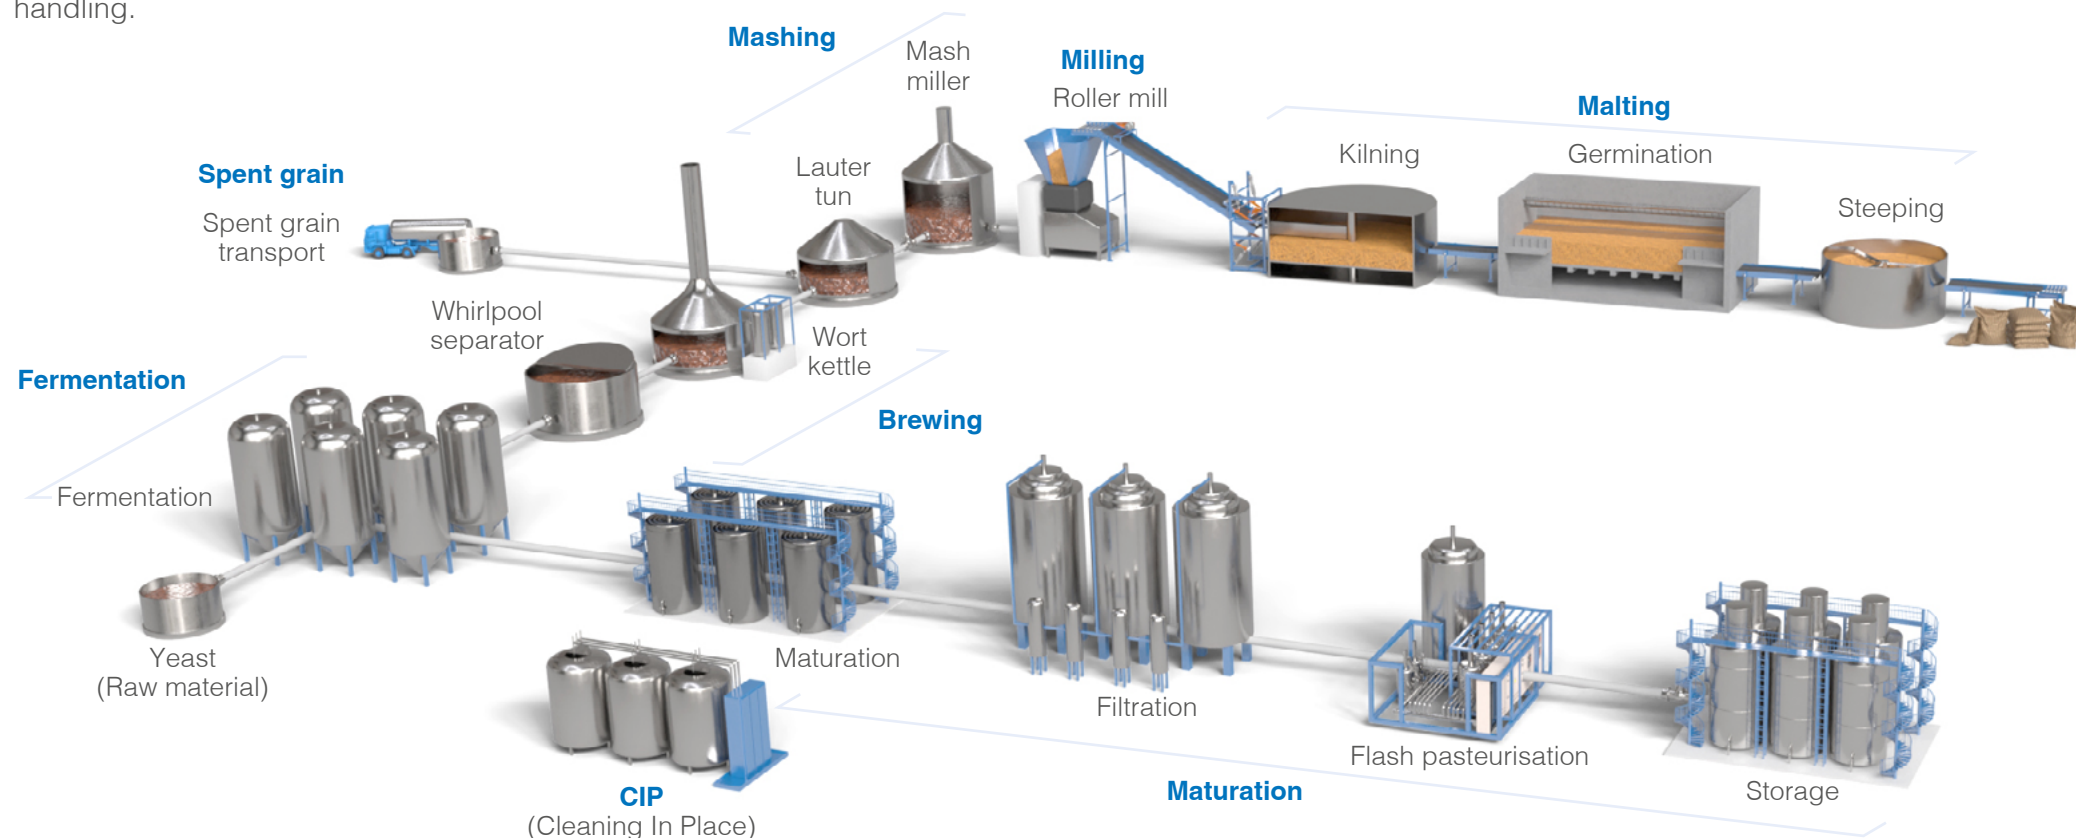 handling.
Mashing
Mash
miller
Milling
Roller mill
Malting
Kilning
Germination
Steeping
Lauter
tun
Spent grain
Spent grain
transport
Whirlpool
separator
Wort
kettle
Fermentation
Brewing
Fermentation
Yeast
(Raw material)
Maturation
Filtration
Flash pasteurisation
Storage
Maturation
CIP
(Cleaning In Place)